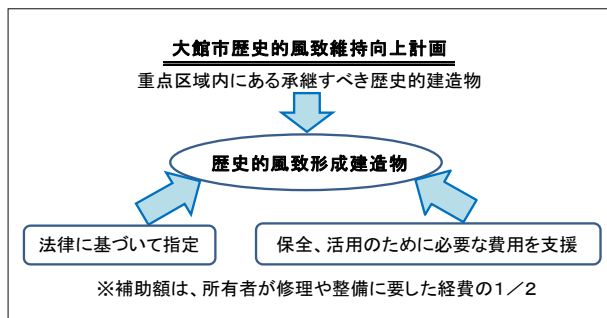 大館市歴史的風致維持向上計画
重点区域内にある承継すべき歴史的建造物
歴史的風致形成建造物
法律に基づいて指定
保全、活用のために必要な費用を支援
※補助額は、所有者が修理や整備に要した経費の１／２